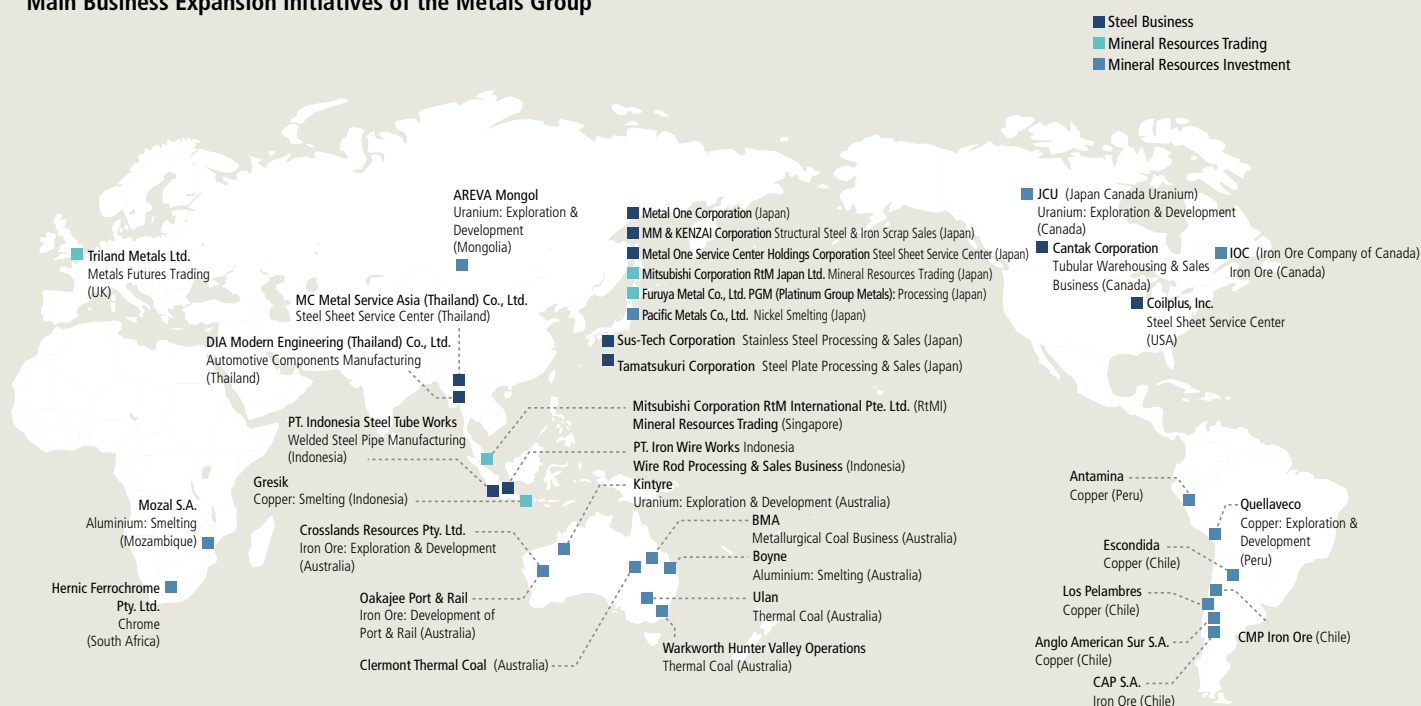 Main Business Expansion Initiatives of the Metals Group
Steel Business
Mineral Resources Trading
Mineral Resources Investment
Triland Metals Ltd.
Metals Futures Trading
(UK)
AREVA Mongol
Uranium: Exploration &
Development
(Mongolia)
MC Metal Service Asia (Thailand) Co., Ltd.
Steel Sheet Service Center (Thailand)
DIA Modern Engineering (Thailand) Co., Ltd.
Automotive Components Manufacturing
(Thailand)
Metal One Corporation (Japan)
MM & KENZAI Corporation Structural Steel & Iron Scrap Sales (Japan)
Metal One Service Center Holdings Corporation Steel Sheet Service Center (Japan)
Mitsubishi Corporation RtM Japan Ltd. Mineral Resources Trading (Japan)
Furuya Metal Co., Ltd. PGM (Platinum Group Metals): Processing (Japan)
Pacific Metals Co., Ltd. Nickel Smelting (Japan)
Sus-Tech Corporation Stainless Steel Processing & Sales (Japan)
Tamatsukuri Corporation Steel Plate Processing & Sales (Japan)
JCU (Japan Canada Uranium)
Uranium: Exploration & Development
(Canada)
Cantak Corporation
Tubular Warehousing & Sales
Business (Canada)
IOC (Iron Ore Company of Canada)
Iron Ore (Canada)
Coilplus, Inc.
Steel Sheet Service Center
(USA)
PT. Indonesia Steel Tube Works
Welded Steel Pipe Manufacturing
(Indonesia)
Gresik
Copper: Smelting (Indonesia)
Mitsubishi Corporation RtM International Pte. Ltd. (RtMI)
Mineral Resources Trading (Singapore)
PT. Iron Wire Works Indonesia
Wire Rod Processing & Sales Business (Indonesia)
Kintyre
Uranium: Exploration & Development (Australia)
Mozal S.A.
Aluminium: Smelting
(Mozambique)
Hernic Ferrochrome
Pty. Ltd.
Chrome
(South Africa)
Crosslands Resources Pty. Ltd.
Iron Ore: Exploration & Development
(Australia)
Oakajee Port & Rail
Iron Ore: Development of
Port & Rail (Australia)
Clermont Thermal Coal (Australia)
BMA
Metallurgical Coal Business (Australia)
Boyne
Aluminium: Smelting (Australia)
Ulan
Thermal Coal (Australia)
Warkworth Hunter Valley Operations
Thermal Coal (Australia)
Antamina
Copper (Peru)
Quellaveco
Copper: Exploration &
Development
(Peru)
Escondida
Copper (Chile)
Los Pelambres
Copper (Chile)
Anglo American Sur S.A.
Copper (Chile)
CMP Iron Ore (Chile)
CAP S.A.
Iron Ore (Chile)